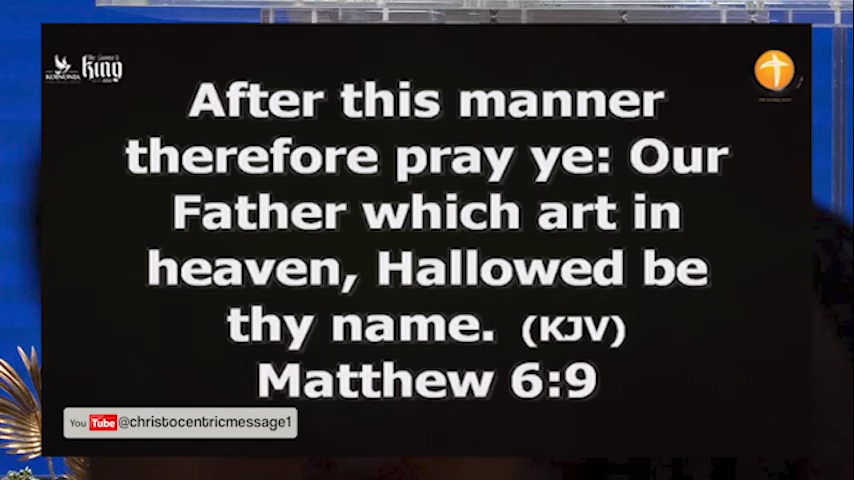 KOINONIA
King
After this manner
therefore pray ye: Our
Father which art in
heaven, Hallowed be
thy name. (KJV)
Matthew 6:9
You Tube @christocentricmessage1